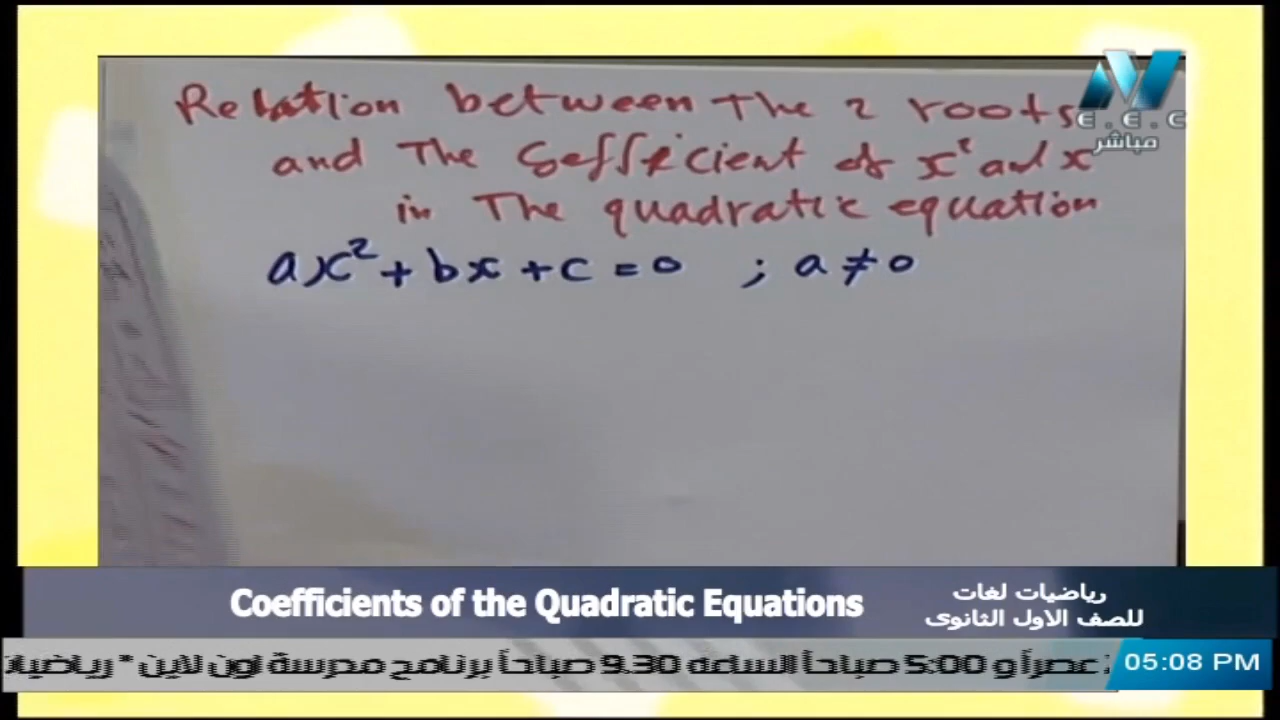 Relation between The 2 roots
and The Coefficient of x² and x
in The quadratic equation
ax² + bx + c = 0 ; a ≠ 0
E.E.C
مباشر
Coefficients of the Quadratic Equations
رياضيات لغات
للصف الاول الثانوى
عصراً و 5:00 صباحاً الساعه 9.30 صباحاً برنامج مدرسة اون لاين " رياضيات
05:08 PM